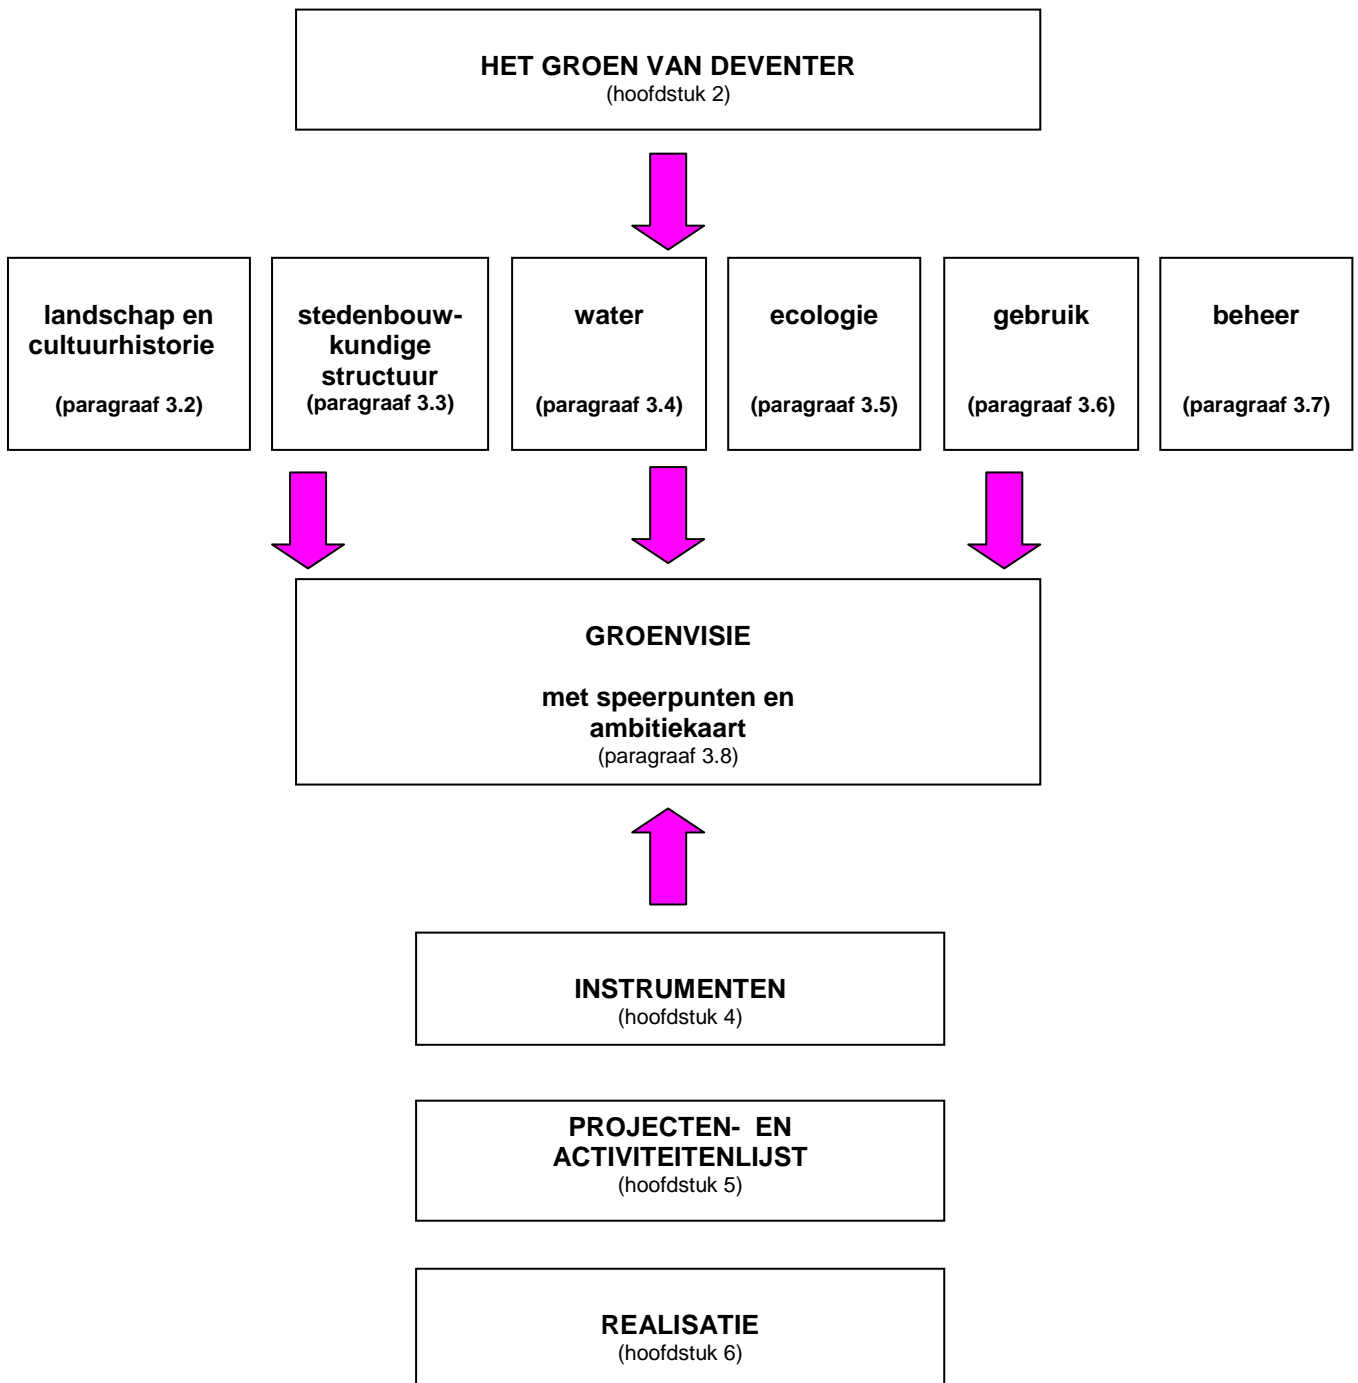 HET GROEN VAN DEVENTER
(hoofdstuk 2)
landschap en
cultuurhistorie
(paragraaf 3.2)
stedenbouw-
kundige
structuur
(paragraaf 3.3)
water
(paragraaf 3.4)
ecologie
(paragraaf 3.5)
gebruik
(paragraaf 3.6)
beheer
(paragraaf 3.7)
GROENVISIE
met speerpunten en
ambitiekaart
(paragraaf 3.8)
INSTRUMENTEN
(hoofdstuk 4)
PROJECTEN- EN
ACTIVITEITENLIJST
(hoofdstuk 5)
REALISATIE
(hoofdstuk 6)